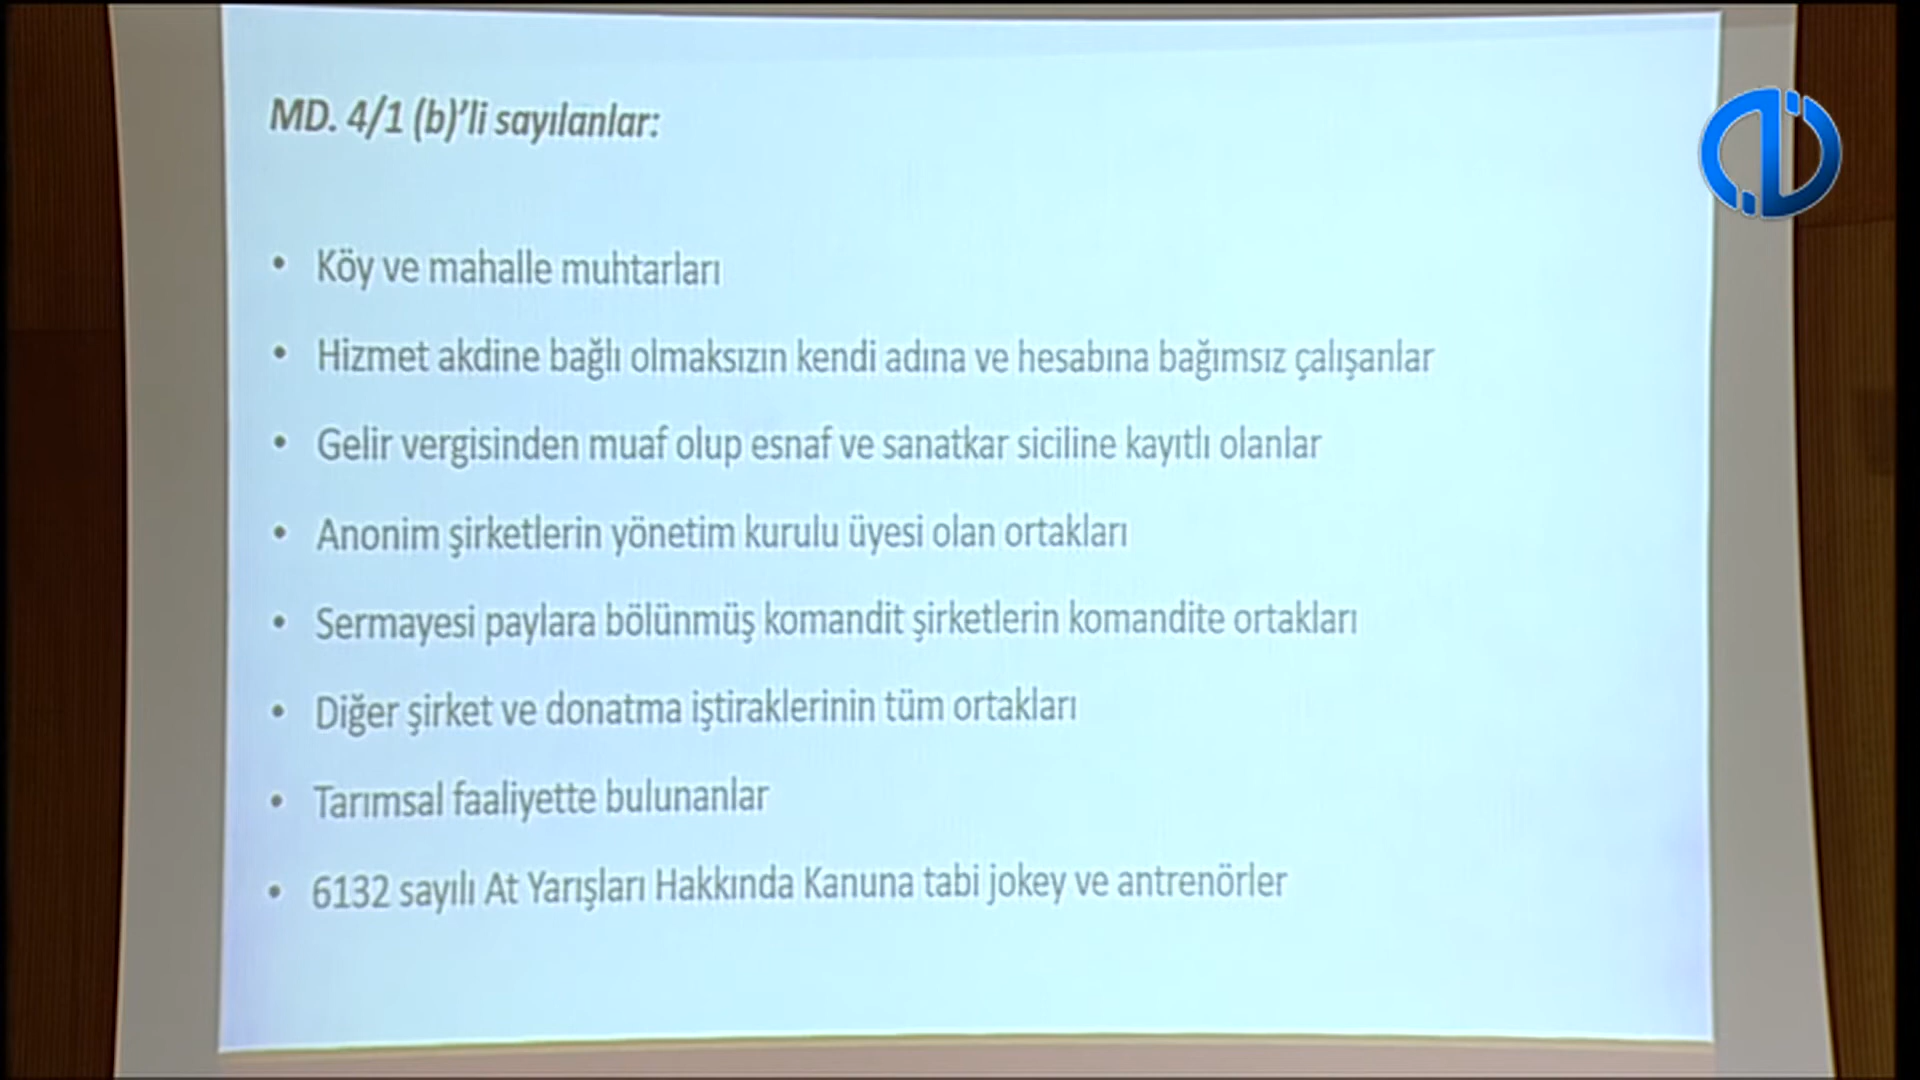 MD. 4/1 (b)'li sayılanlar:
• Köy ve mahalle muhtarları
• Hizmet akdine bağlı olmaksızın kendi adına ve hesabına bağımsız çalışanlar
• Gelir vergisinden muaf olup esnaf ve sanatkar siciline kayıtlı olanlar
• Anonim şirketlerin yönetim kurulu üyesi olan ortakları
• Sermayesi paylara bölünmüş komandit şirketlerin komandite ortakları
• Diğer şirket ve donatma iştiraklerinin tüm ortakları
• Tarımsal faaliyette bulunanlar
• 6132 sayılı At Yarışları Hakkında Kanuna tabi jokey ve antrenörler